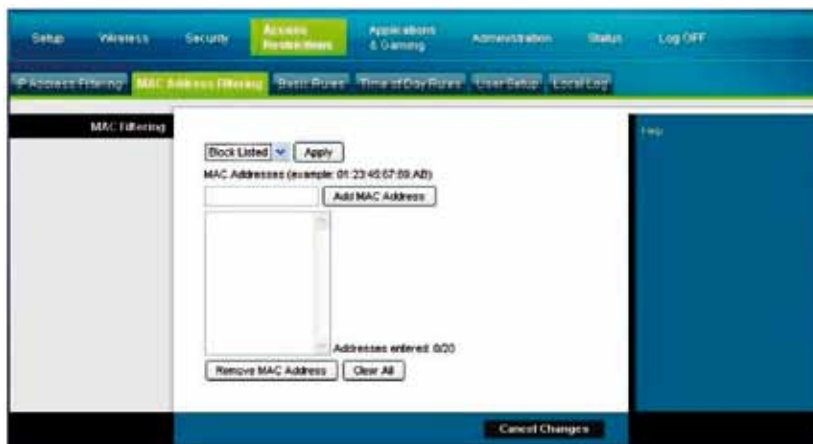 Setup Wireless Security Access Restrictions Applications & Gaming Administration Status Log OFF
IP Address Filtering MAC Address Filtering Basic Rules Time of Day Rules User Setup Local Log
MAC Filtering
Help
Block Listed Apply
MAC Addresses (example: 01:23:45:67:89:AB)
Add MAC Address
Addresses entered: 0/20
Remove MAC Address Clear All
Cancel Changes